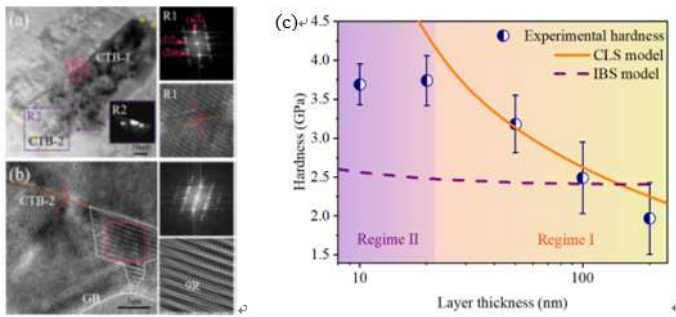 (a)
R1
CTB-1
R2
R2
CTB-2
R1
(b)
CTB-2
GB
9R
(c)
4.5
4.0
3.5
3.0
2.5
2.0
1.5
Hardness (GPa)
Experimental hardness
CLS model
IBS model
Regime II
Regime I
10
100
Layer thickness (nm)